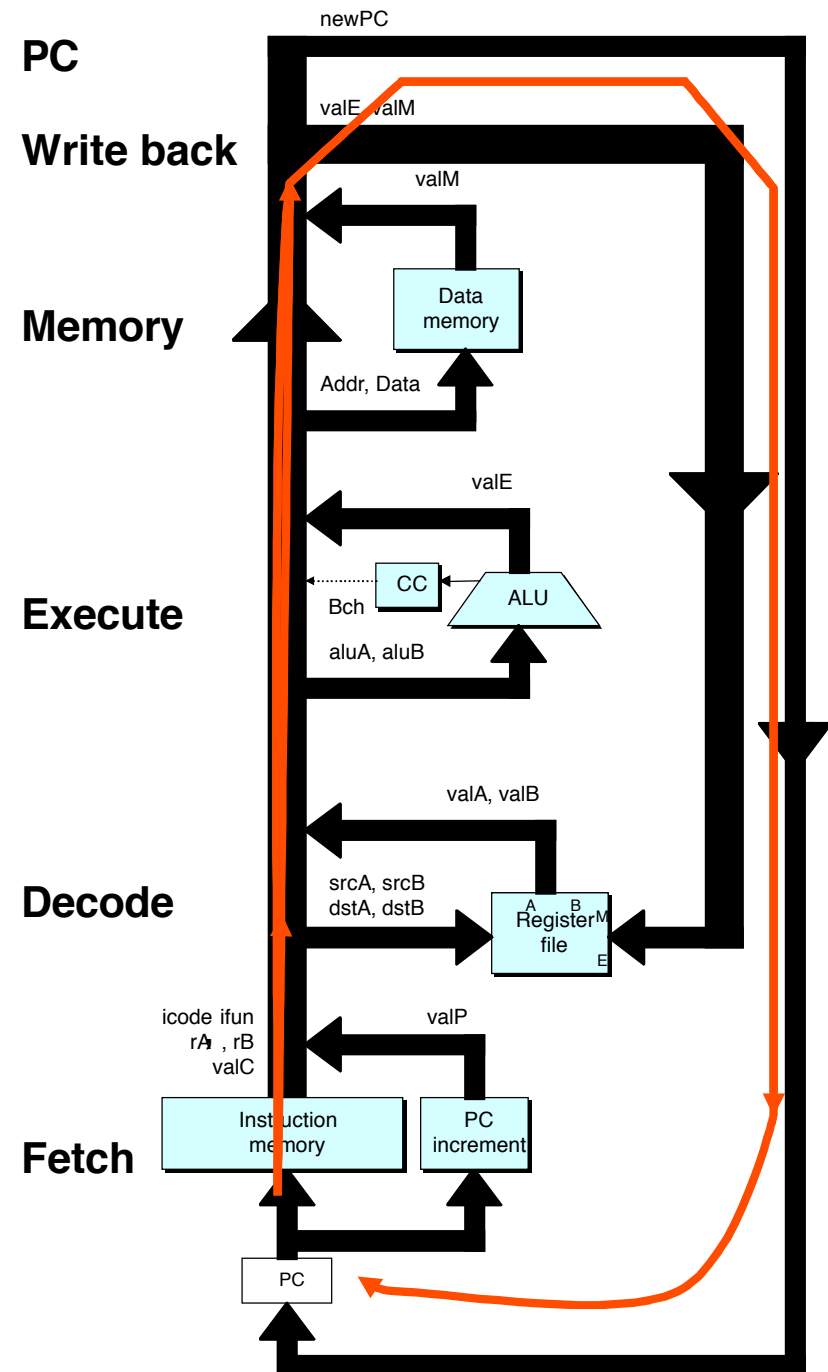 newPC
PC
valE, valM
Write back
valM
Data
memory
Memory
Addr, Data
valE
CC
ALU
Bch
Execute
aluA, aluB
valA, valB
srcA, srcB
dstA, dstB
A B
Register M
file
E
Decode
icode ifun
rA , rB
valC
valP
Instruction
memory
PC
increment
Fetch
PC